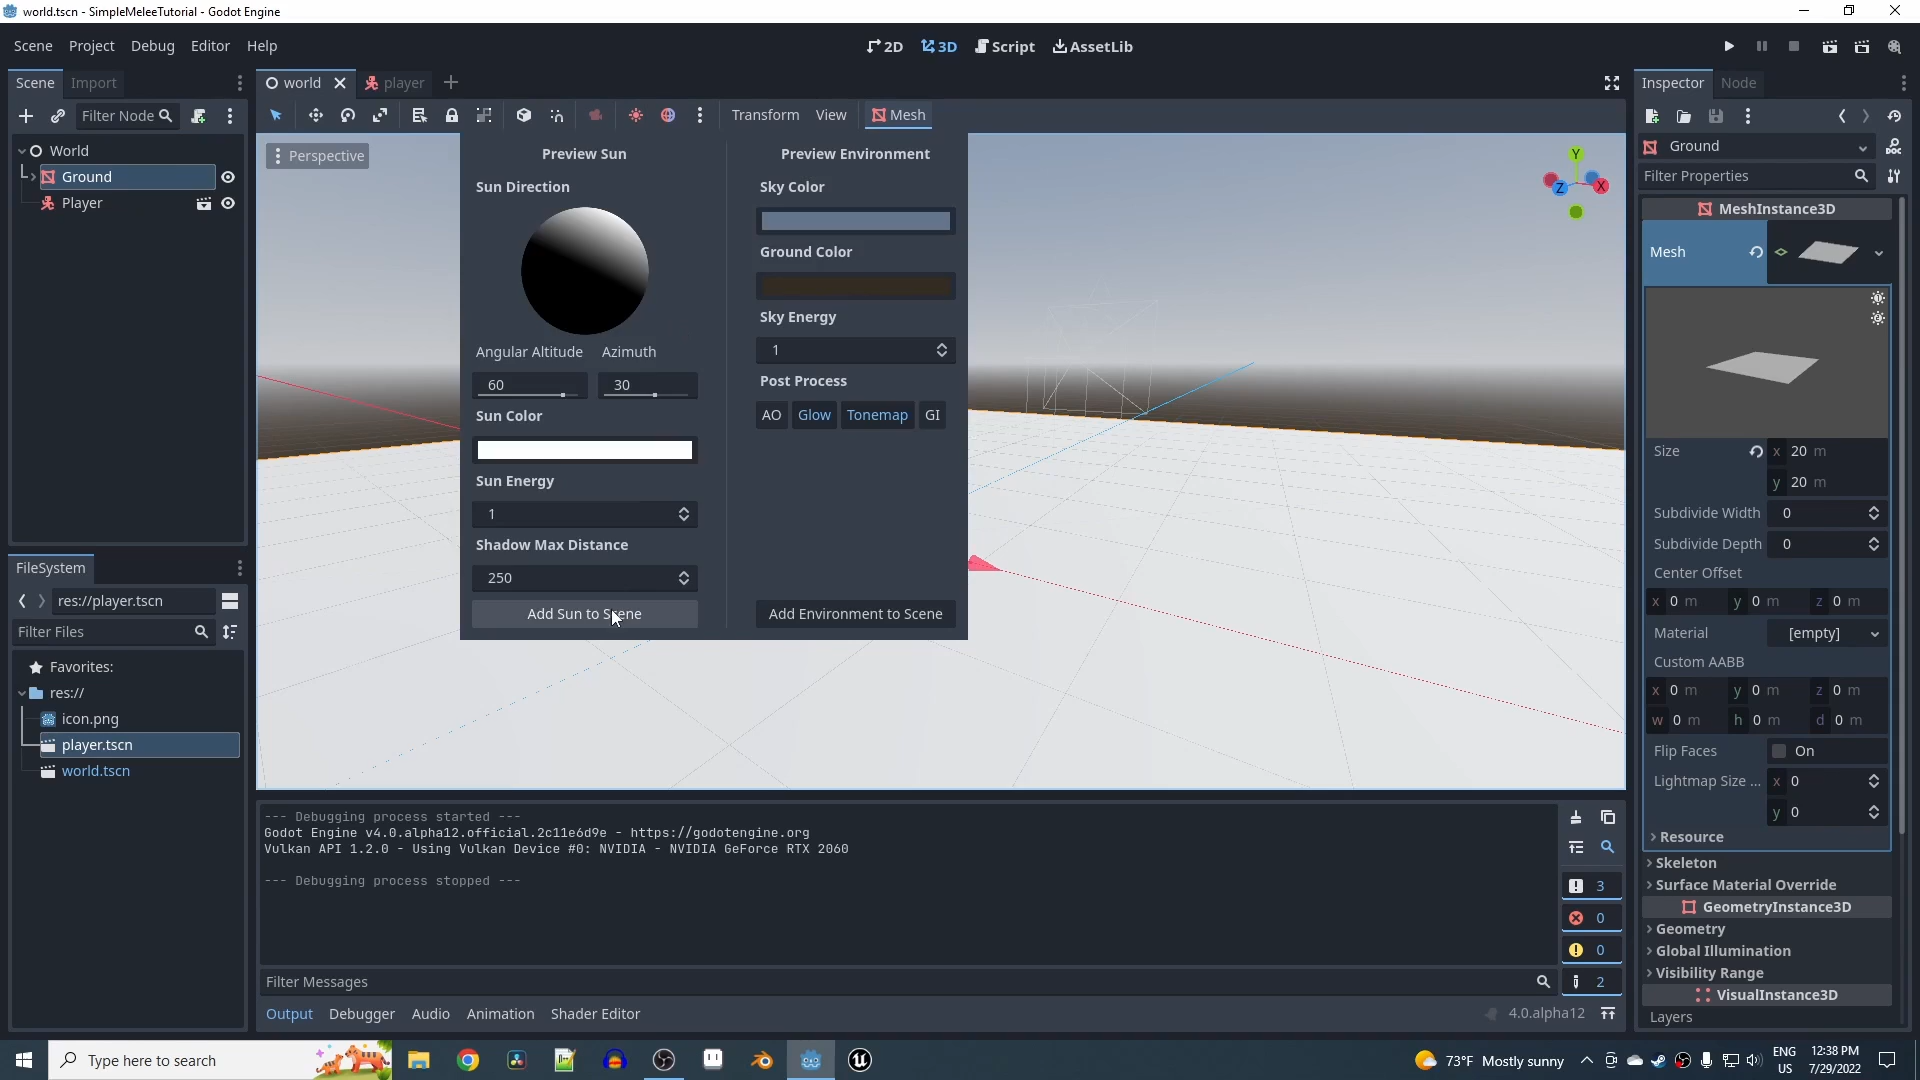 world.tscn - SimpleMeleeTutorial - Godot Engine
Scene Project Debug Editor Help
2D 3D Script AssetLib
Scene Import
Filter Node
World
Ground
Player
FileSystem
res://player.tscn
Filter Files
Favorites:
res://
icon.png
player.tscn
world.tscn
world player
Transform View Mesh
Perspective
Y
Z X
Preview Sun
Sun Direction
Angular Altitude Azimuth
60 30
Sun Color
Sun Energy
1
Shadow Max Distance
250
Add Sun to Scene
Preview Environment
Sky Color
Ground Color
Sky Energy
1
Post Process
AO Glow Tonemap GI
Add Environment to Scene
--- Debugging process started ---
Godot Engine v4.0.alpha12.official.2c11e6d9e - https://godotengine.org
Vulkan API 1.2.0 - Using Vulkan Device #0: NVIDIA - NVIDIA GeForce RTX 2060
--- Debugging process stopped ---
3
0
0
2
Filter Messages
Output Debugger Audio Animation Shader Editor
4.0.alpha12
Inspector Node
Ground
Filter Properties
MeshInstance3D
Mesh
Size x 20 m
y 20 m
Subdivide Width 0
Subdivide Depth 0
Center Offset
x 0 m y 0 m z 0 m
Material [empty]
Custom AABB
x 0 m y 0 m z 0 m
w 0 m h 0 m d 0 m
Flip Faces On
Lightmap Size ... x 0
y 0
Resource
Skeleton
Surface Material Override
GeometryInstance3D
Geometry
Global Illumination
Visibility Range
VisualInstance3D
Layers
Type here to search
73°F Mostly sunny
ENG
US
12:38 PM
7/29/2022